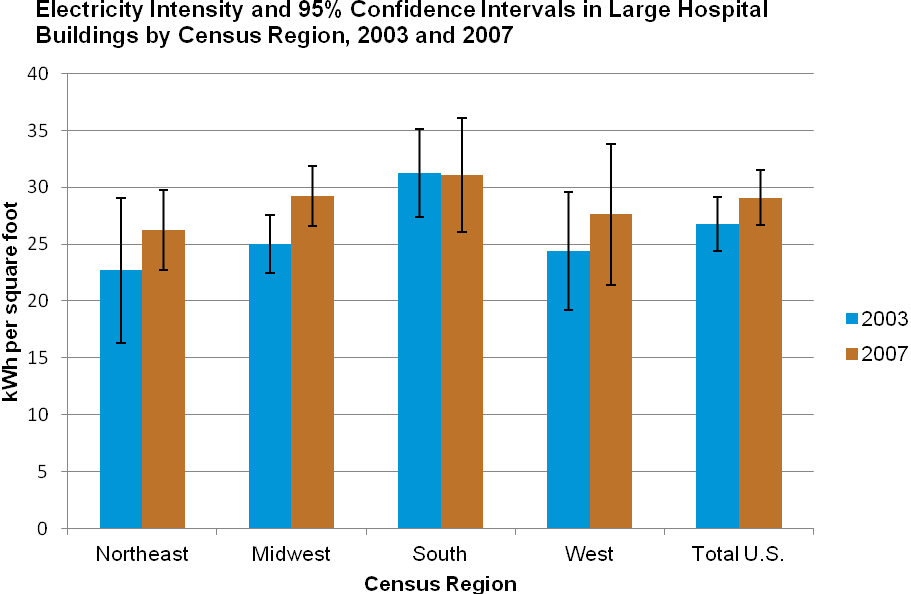 Electricity Intensity and 95% Confidence Intervals in Large Hospital
Buildings by Census Region, 2003 and 2007
40
35
30
25
20
15
10
5
0
kWh per square foot
Northeast
Midwest
South
West
Total U.S.
Census Region
2003
2007